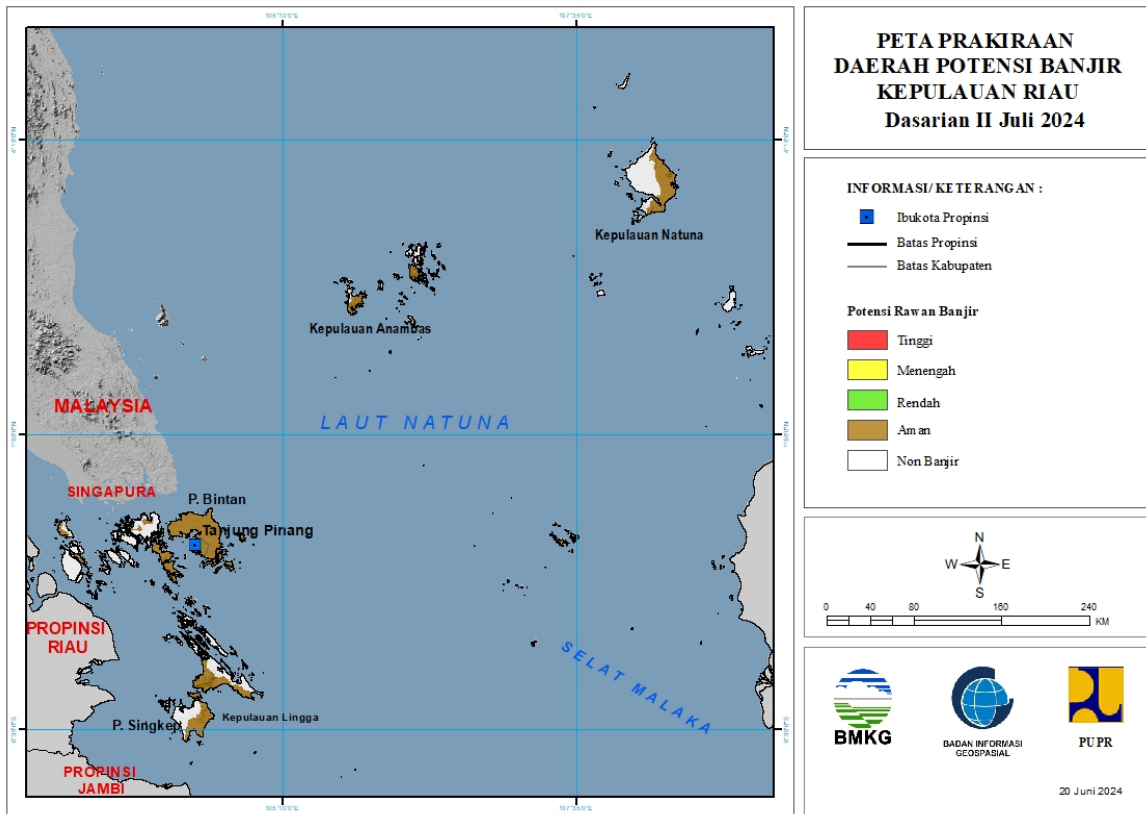 PETA PRAKIRAAN
DAERAH POTENSI BANJIR
KEPULAUAN RIAU
Dasarian II Juli 2024
INFORMASI/KETERANGAN :
Ibukota Propinsi
Batas Propinsi
Batas Kabupaten
Potensi Rawan Banjir
Tinggi
Menengah
Rendah
Aman
Non Banjir
N
W E
S
0 40 80 160 240
KM
BMKG
BADAN INFORMASI
GEOSPASIAL
PUPR
20 Juni 2024
Kepulauan Natuna
Kepulauan Anambas
MALAYSIA
LAUT NATUNA
SINGAPURA
P. Bintan
Tanjung Pinang
PROPINSI
RIAU
SELAT MALAKA
Kepulauan Lingga
P. Singkep
PROPINSI
JAMBI